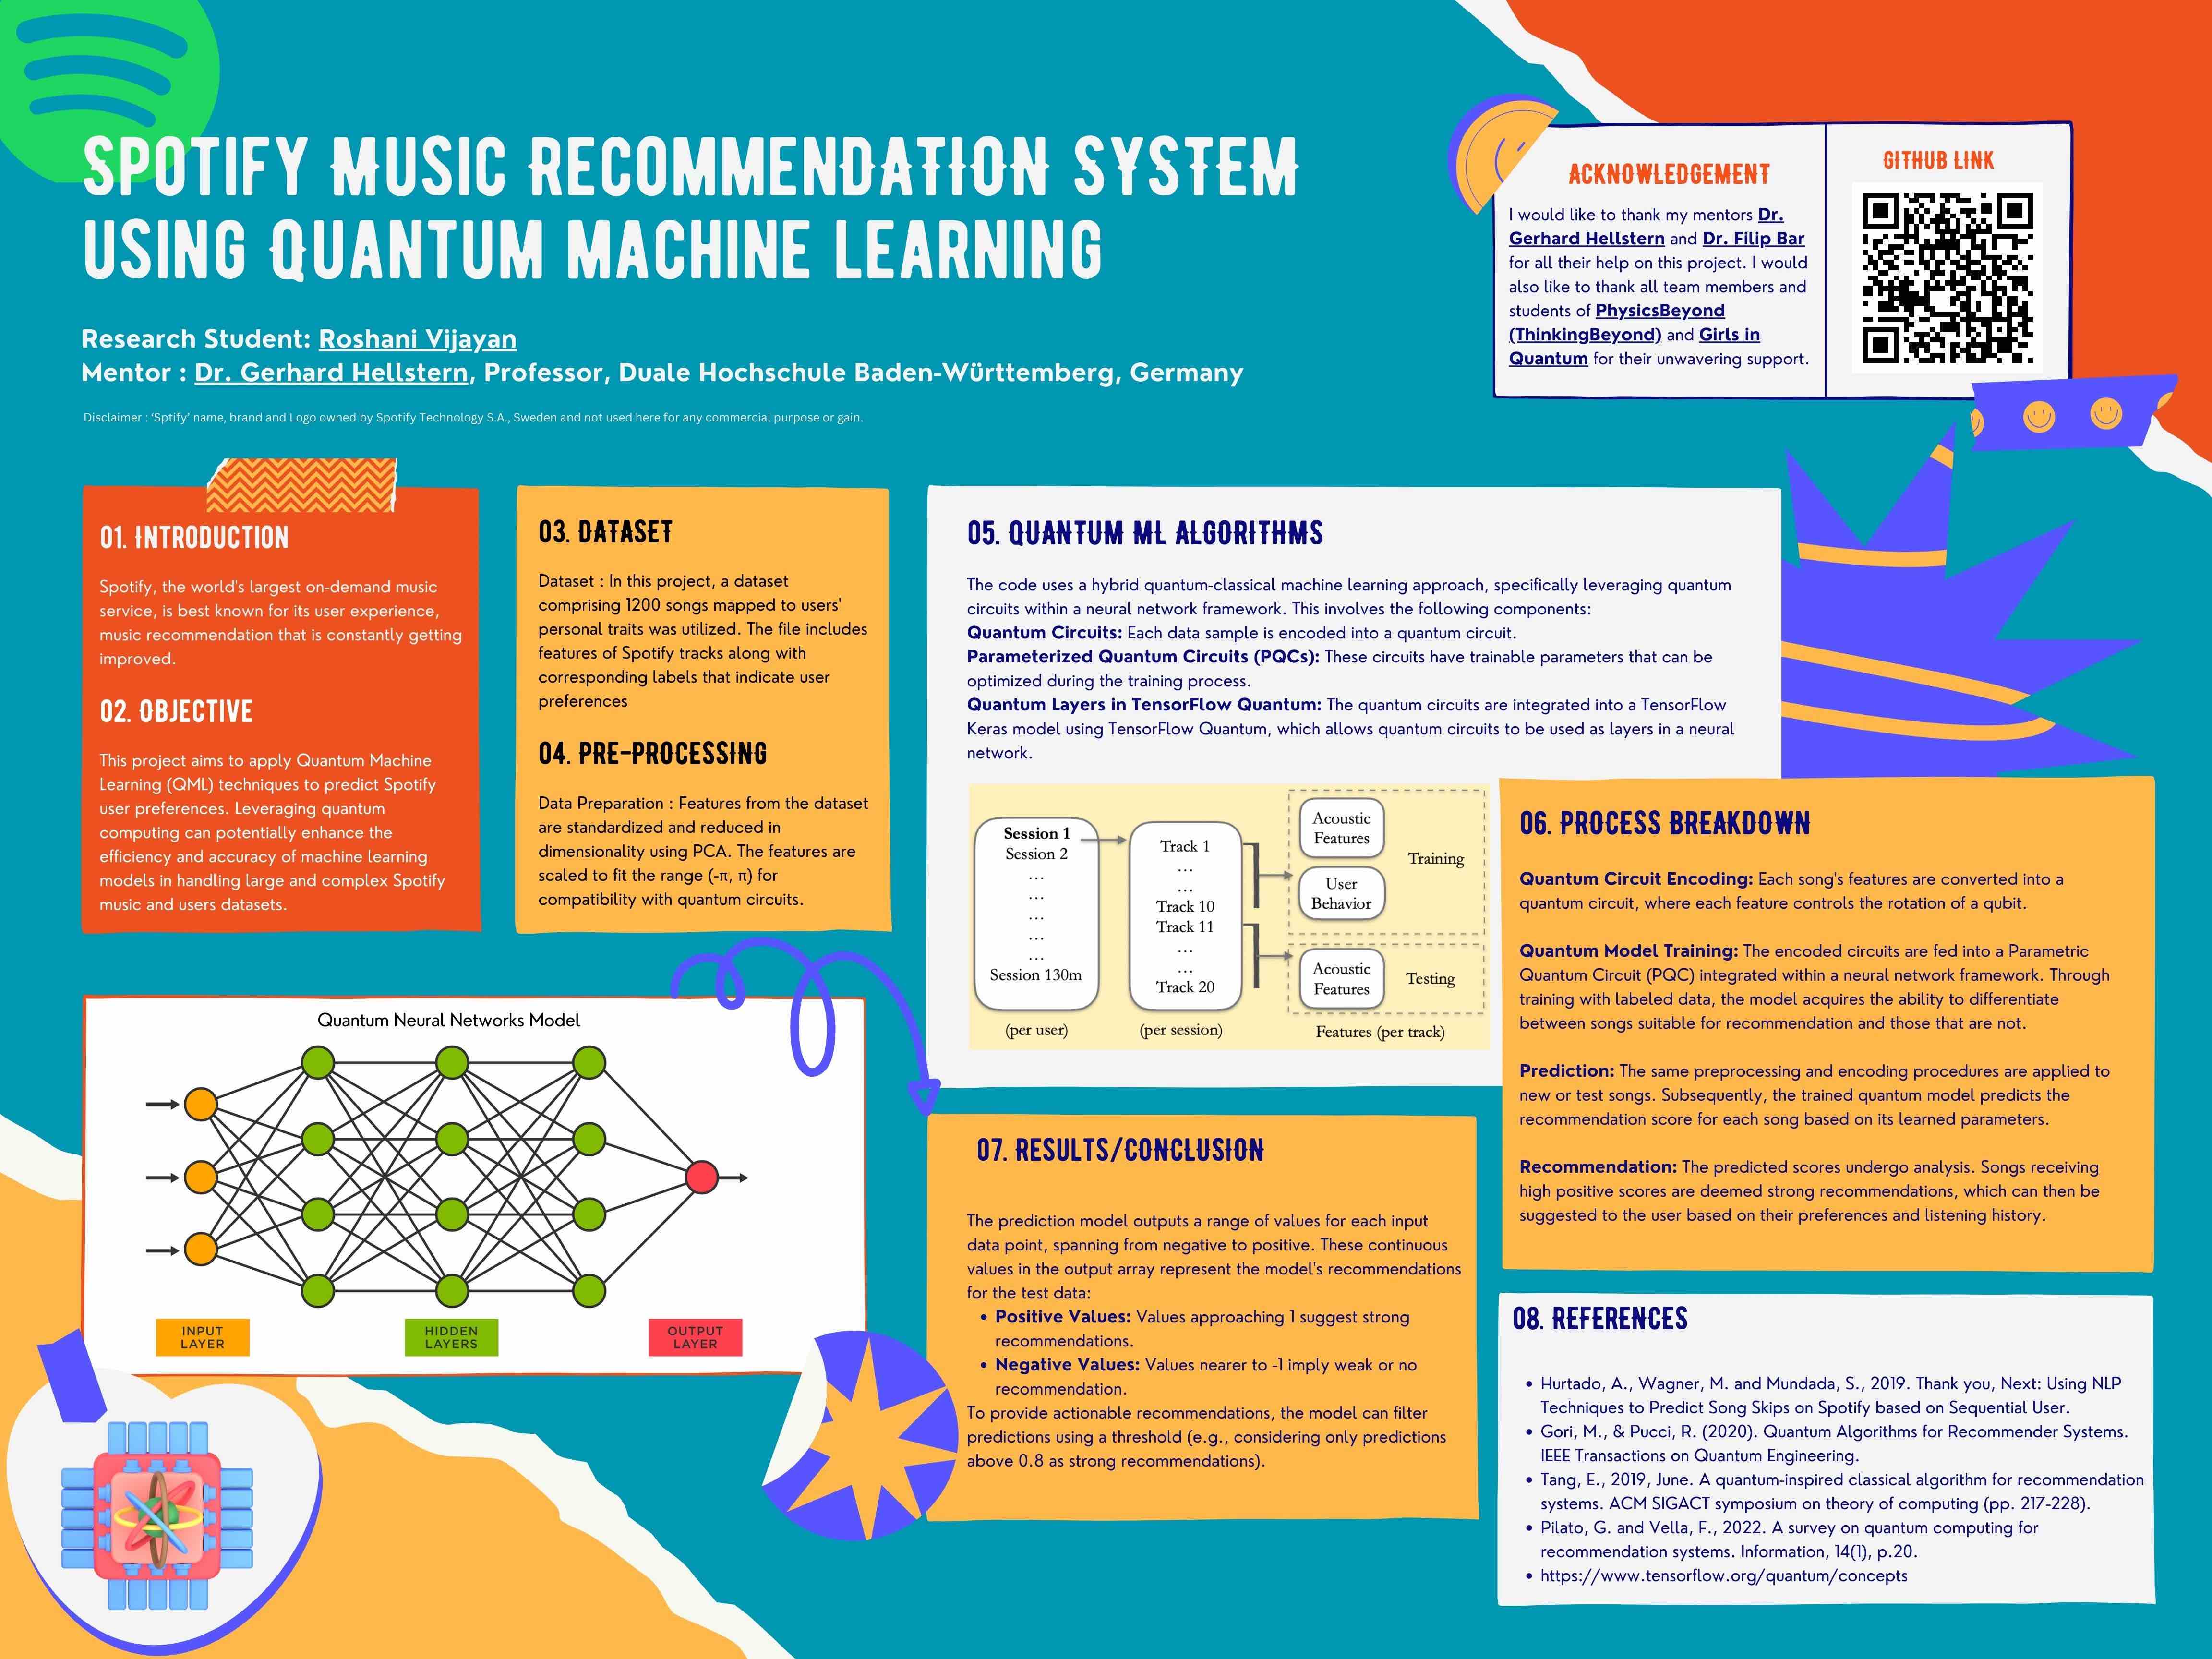 SPOTIFY MUSIC RECOMMENDATION SYSTEM
USING QUANTUM MACHINE LEARNING
Research Student: Roshani Vijayan
Mentor : Dr. Gerhard Hellstern, Professor, Duale Hochschule Baden-Württemberg, Germany
Disclaimer : ‘Sptify’ name, brand and Logo owned by Spotify Technology S.A., Sweden and not used here for any commercial purpose or gain.
ACKNOWLEDGEMENT
I would like to thank my mentors Dr.
Gerhard Hellstern and Dr. Filip Bar
for all their help on this project. I would
also like to thank all team members and
students of PhysicsBeyond
(ThinkingBeyond) and Girls in
Quantum for their unwavering support.
GITHUB LINK
01. INTRODUCTION
Spotify, the world's largest on-demand music
service, is best known for its user experience,
music recommendation that is constantly getting
improved.
02. OBJECTIVE
This project aims to apply Quantum Machine
Learning (QML) techniques to predict Spotify
user preferences. Leveraging quantum
computing can potentially enhance the
efficiency and accuracy of machine learning
models in handling large and complex Spotify
music and users datasets.
03. DATASET
Dataset : In this project, a dataset
comprising 1200 songs mapped to users'
personal traits was utilized. The file includes
features of Spotify tracks along with
corresponding labels that indicate user
preferences
04. PRE-PROCESSING
Data Preparation : Features from the dataset
are standardized and reduced in
dimensionality using PCA. The features are
scaled to fit the range (-π, π) for
compatibility with quantum circuits.
Quantum Neural Networks Model
INPUT
LAYER
HIDDEN
LAYERS
OUTPUT
LAYER
05. QUANTUM ML ALGORITHMS
The code uses a hybrid quantum-classical machine learning approach, specifically leveraging quantum
circuits within a neural network framework. This involves the following components:
Quantum Circuits: Each data sample is encoded into a quantum circuit.
Parameterized Quantum Circuits (PQCs): These circuits have trainable parameters that can be
optimized during the training process.
Quantum Layers in TensorFlow Quantum: The quantum circuits are integrated into a TensorFlow
Keras model using TensorFlow Quantum, which allows quantum circuits to be used as layers in a neural
network.
Session 1
Session 2
...
...
...
...
...
Session 130m
(per user)
Track 1
...
...
Track 10
Track 11
...
...
Track 20
(per session)
Acoustic
Features
User
Behavior
Training
Acoustic
Features
Testing
Features (per track)
06. PROCESS BREAKDOWN
Quantum Circuit Encoding: Each song's features are converted into a
quantum circuit, where each feature controls the rotation of a qubit.
Quantum Model Training: The encoded circuits are fed into a Parametric
Quantum Circuit (PQC) integrated within a neural network framework. Through
training with labeled data, the model acquires the ability to differentiate
between songs suitable for recommendation and those that are not.
Prediction: The same preprocessing and encoding procedures are applied to
new or test songs. Subsequently, the trained quantum model predicts the
recommendation score for each song based on its learned parameters.
Recommendation: The predicted scores undergo analysis. Songs receiving
high positive scores are deemed strong recommendations, which can then be
suggested to the user based on their preferences and listening history.
07. RESULTS/CONCLUSION
The prediction model outputs a range of values for each input
data point, spanning from negative to positive. These continuous
values in the output array represent the model's recommendations
for the test data:
• Positive Values: Values approaching 1 suggest strong
recommendations.
• Negative Values: Values nearer to -1 imply weak or no
recommendation.
To provide actionable recommendations, the model can filter
predictions using a threshold (e.g., considering only predictions
above 0.8 as strong recommendations).
08. REFERENCES
• Hurtado, A., Wagner, M. and Mundada, S., 2019. Thank you, Next: Using NLP
Techniques to Predict Song Skips on Spotify based on Sequential User.
• Gori, M., & Pucci, R. (2020). Quantum Algorithms for Recommender Systems.
IEEE Transactions on Quantum Engineering.
• Tang, E., 2019, June. A quantum-inspired classical algorithm for recommendation
systems. ACM SIGACT symposium on theory of computing (pp. 217-228).
• Pilato, G. and Vella, F., 2022. A survey on quantum computing for
recommendation systems. Information, 14(1), p.20.
• https://www.tensorflow.org/quantum/concepts